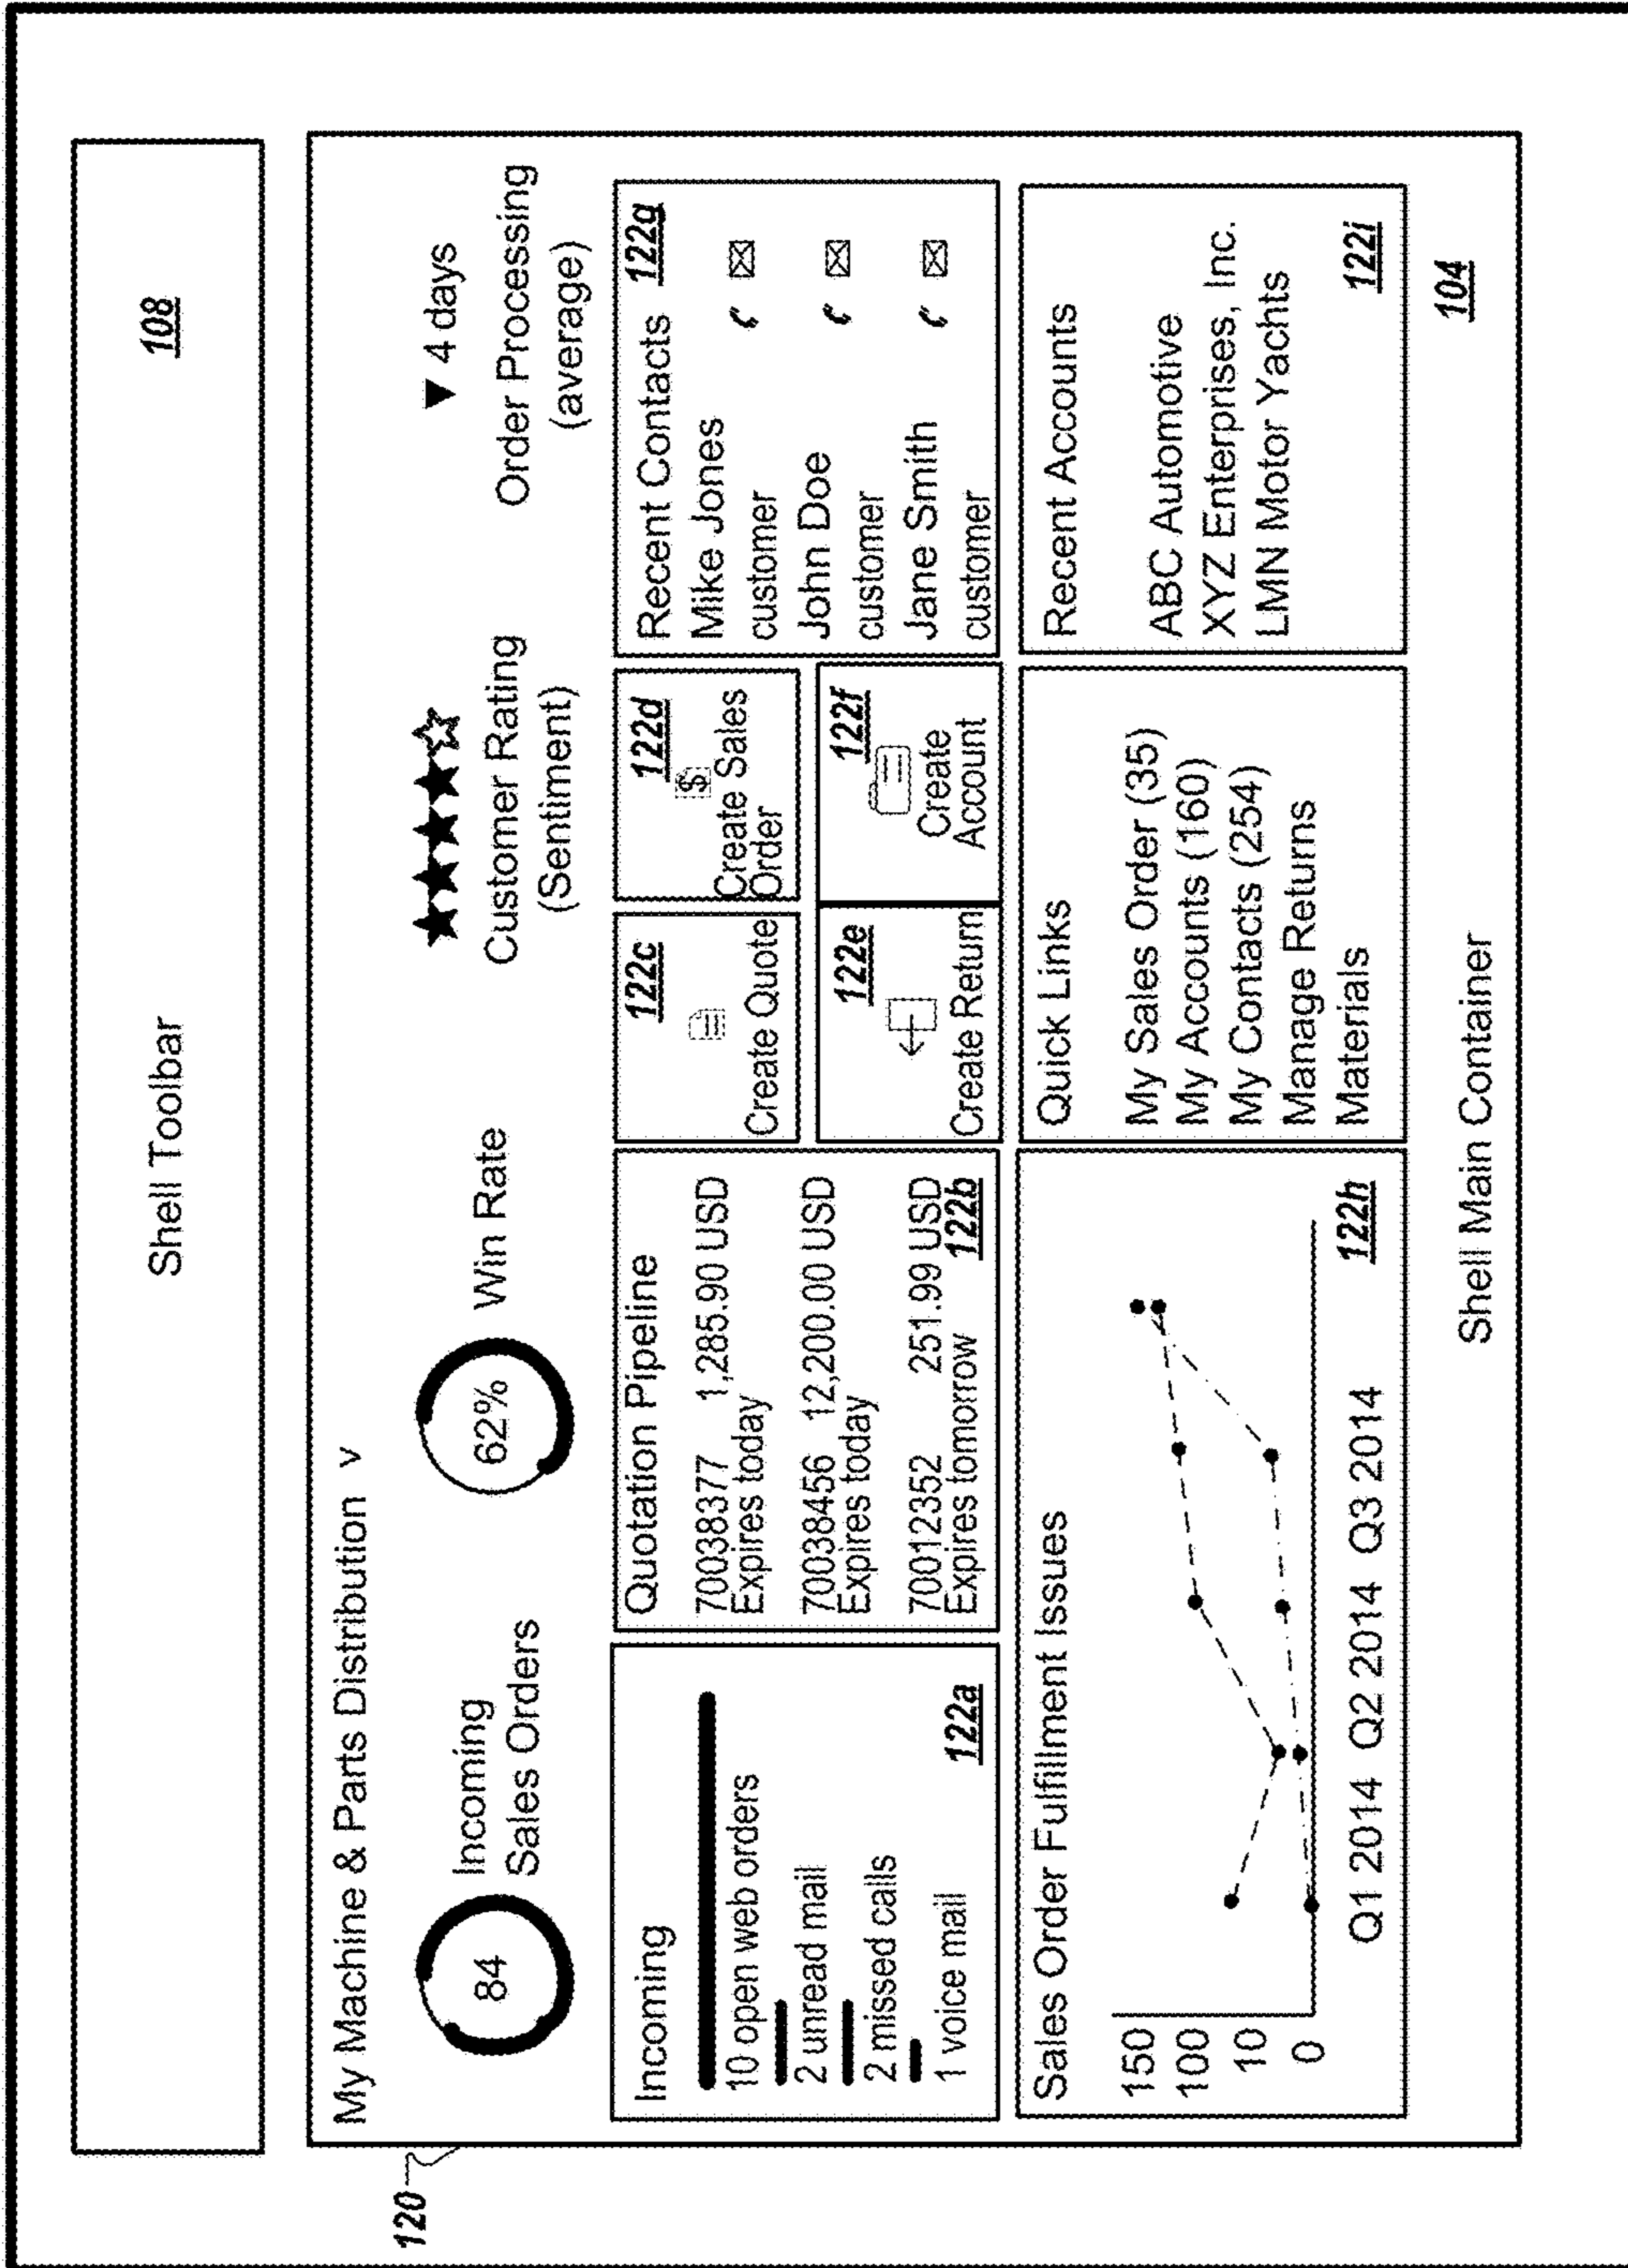 Shell Toolbar
108
120
My Machine & Parts Distribution v
84
Incoming
Sales Orders
62%
Win Rate
Customer Rating
(Sentiment)
▼ 4 days
Order Processing
(average)
Incoming
10 open web orders
2 unread mail
2 missed calls
1 voice mail
122a
Quotation Pipeline
70038377 1,285.90 USD
Expires today
70038456 12,200.00 USD
Expires today
70012352 251.99 USD
Expires tomorrow
122b
122c
Create Quote
122d
$
Create Sales
Order
122e
Create Return
122f
Create
Account
Recent Contacts 122g
Mike Jones
customer
John Doe
customer
Jane Smith
customer
Sales Order Fulfillment Issues
150
100
10
0
Q1 2014 Q2 2014 Q3 2014
122h
Quick Links
My Sales Order (35)
My Accounts (160)
My Contacts (254)
Manage Returns
Materials
Recent Accounts
ABC Automotive
XYZ Enterprises, Inc.
LMN Motor Yachts
122i
Shell Main Container
104